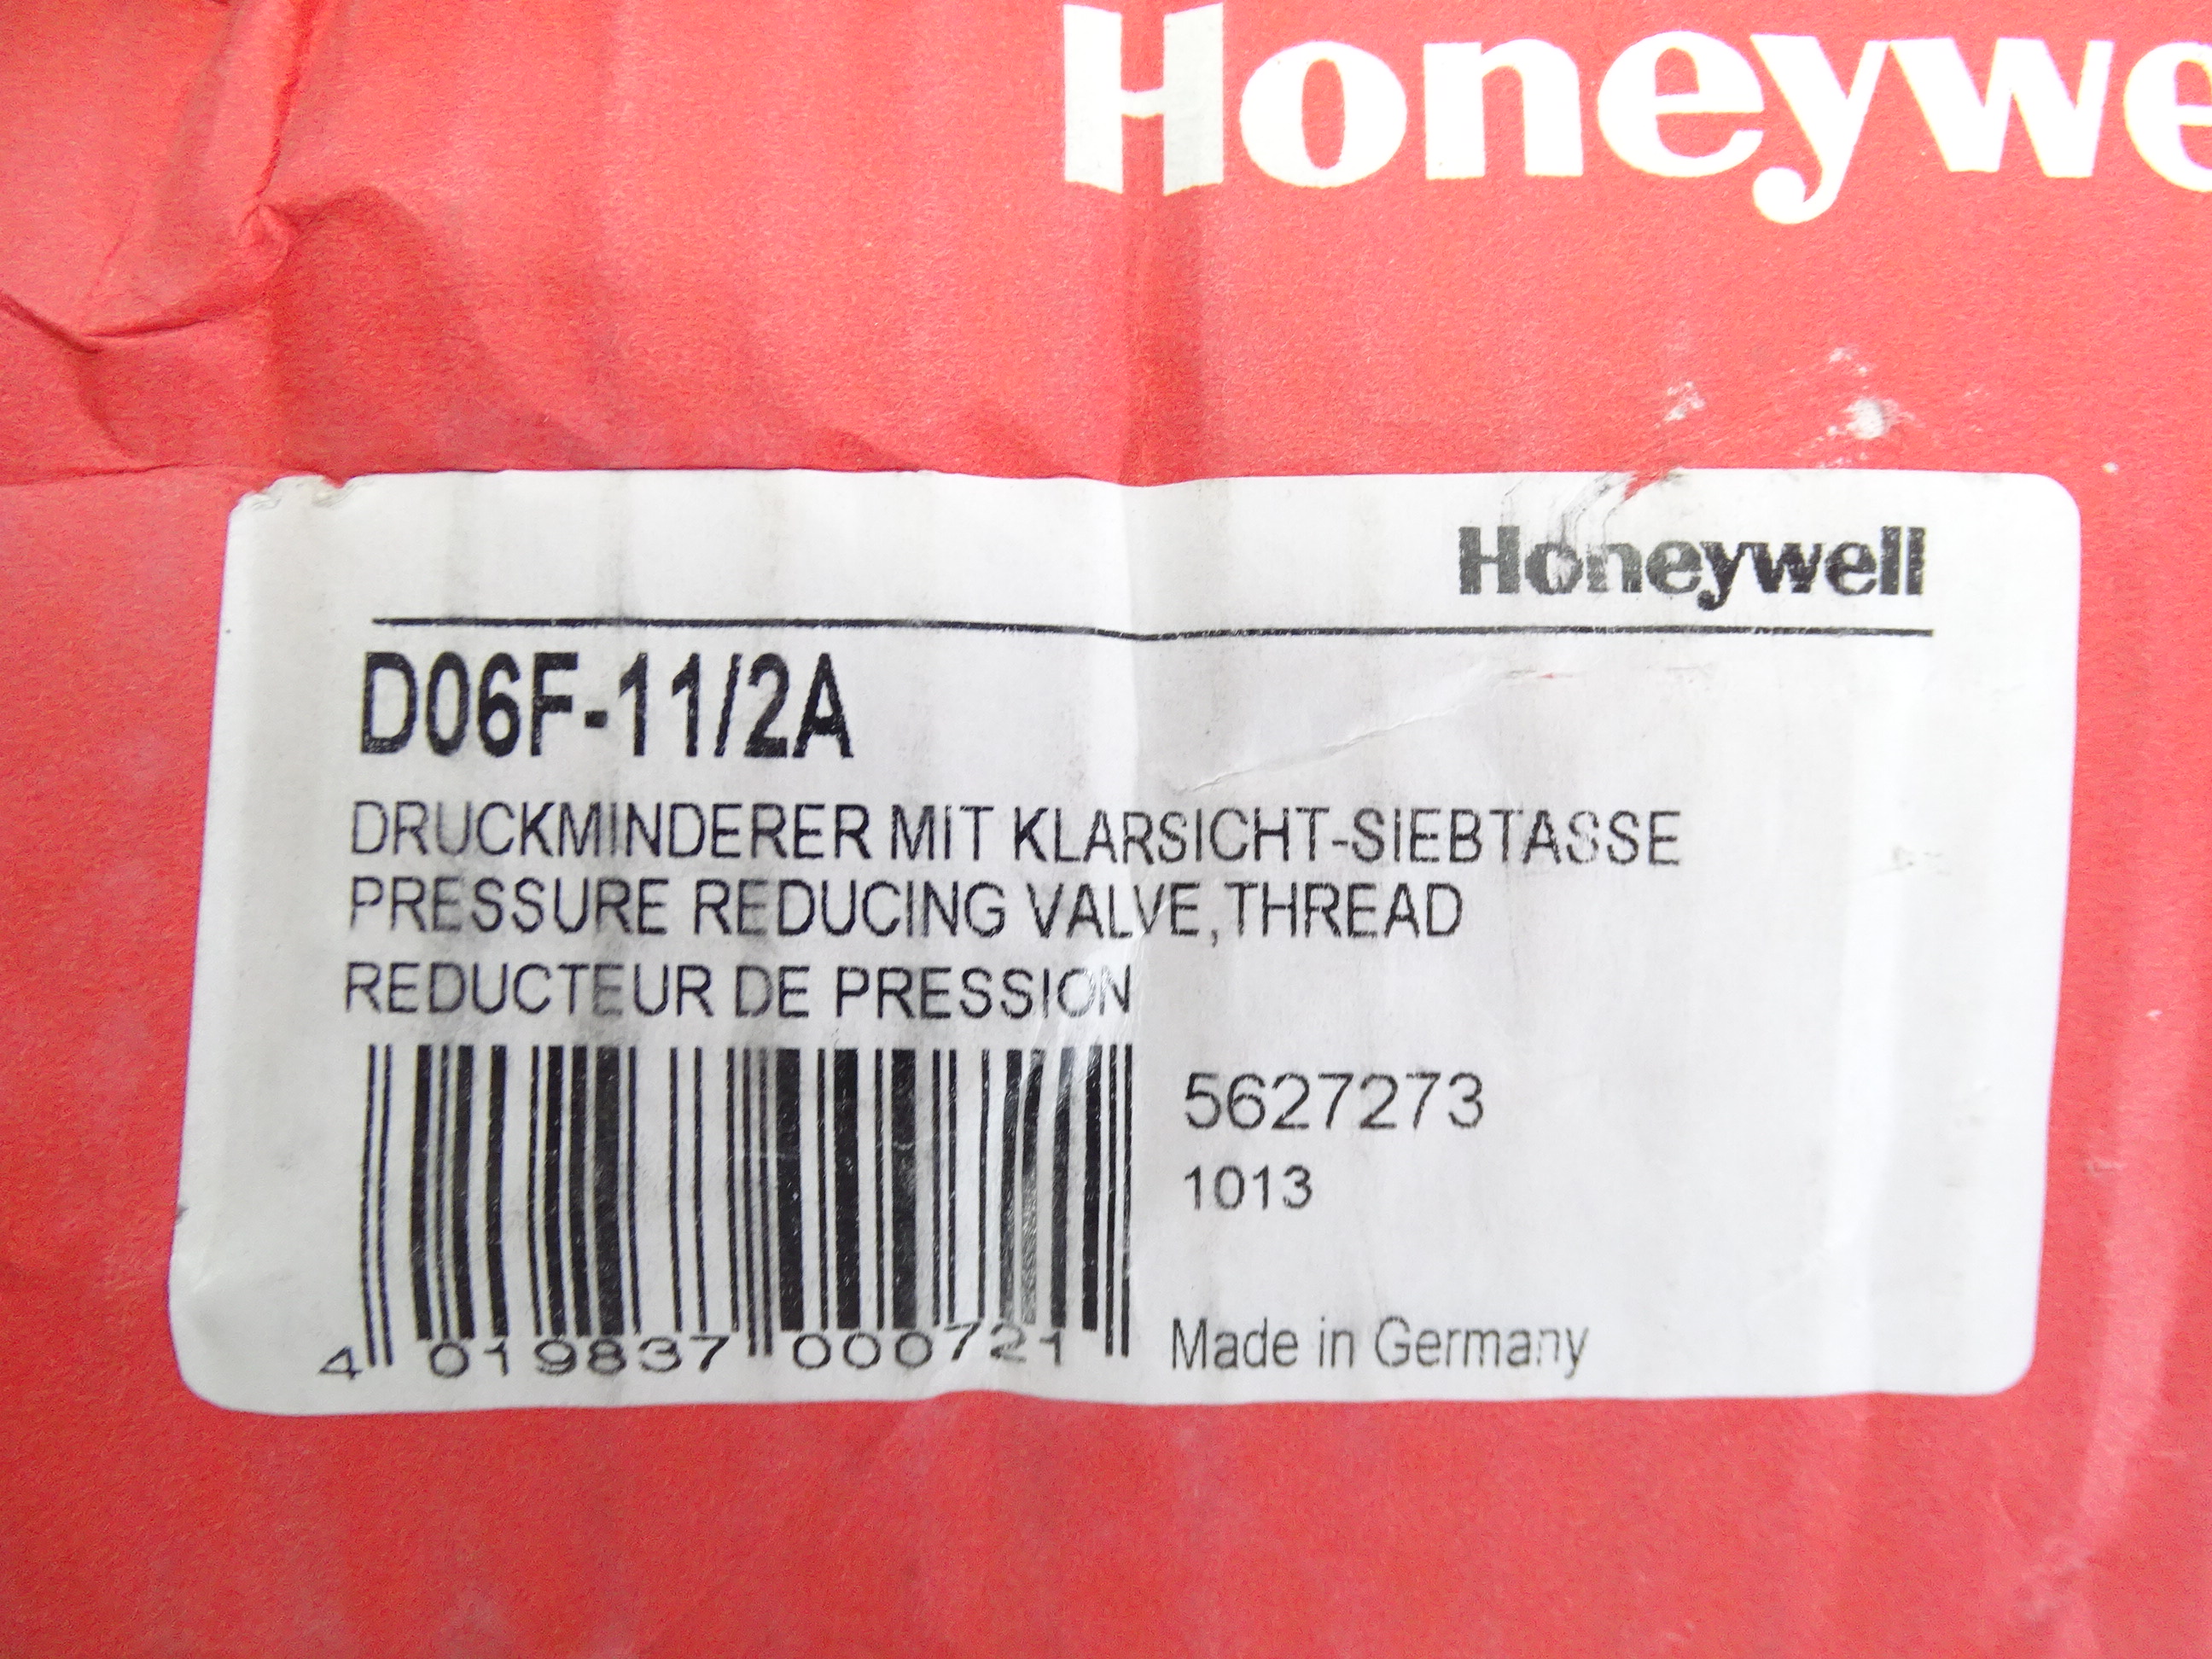 Honeywe
Honeywell
D06F-11/2A
DRUCKMINDERER MIT KLARSICHT-SIEBTASSE
PRESSURE REDUCING VALVE,THREAD
REDUCTEUR DE PRESSION
5627273
1013
4 019837 000721
Made in Germany